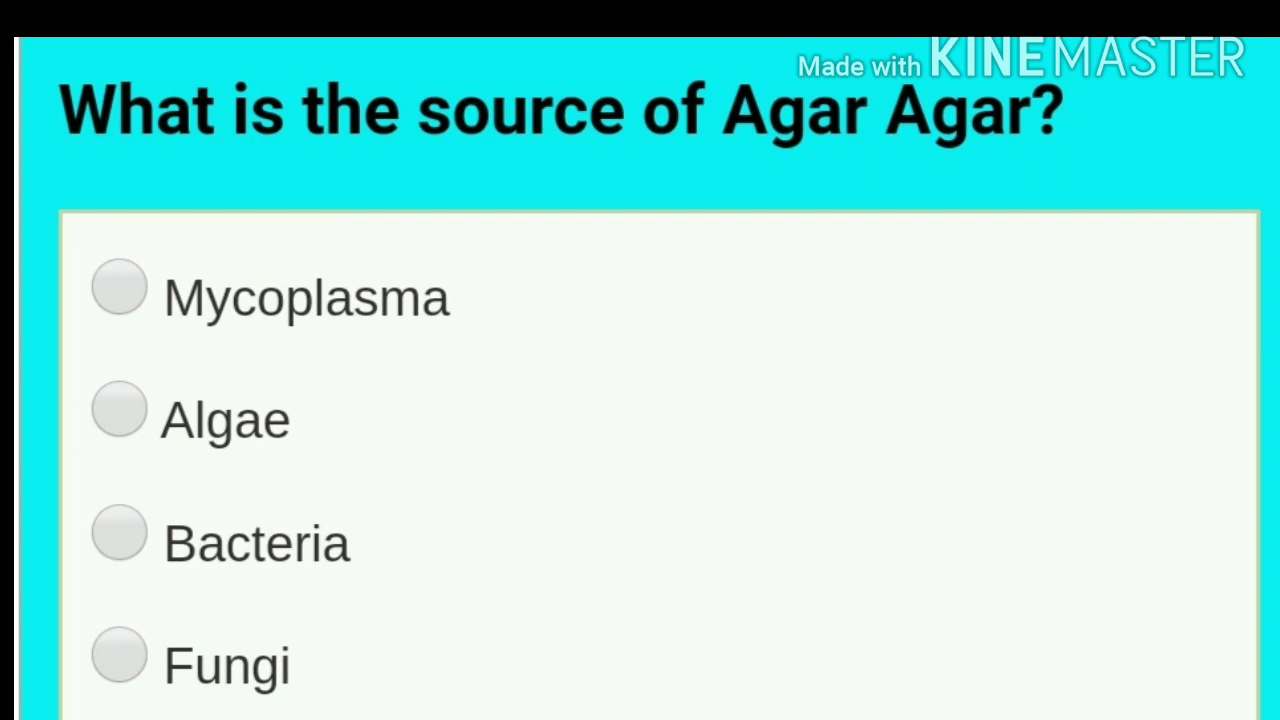 Made with KINEMASTER
What is the source of Agar Agar?
Mycoplasma
Algae
Bacteria
Fungi